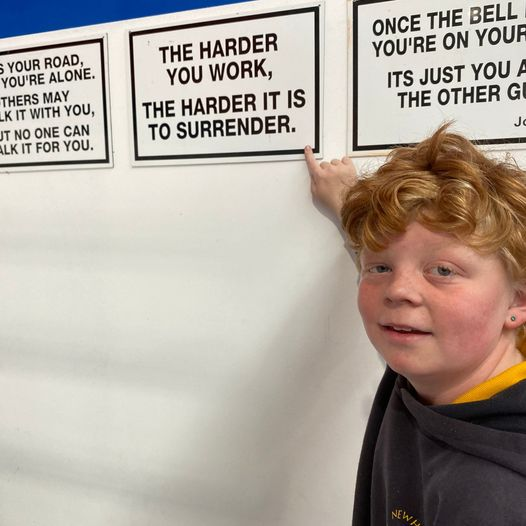 S YOUR ROAD,
YOU'RE ALONE.
THERS MAY
LK IT WITH YOU,
UT NO ONE CAN
ALK IT FOR YOU.
THE HARDER
YOU WORK,
THE HARDER IT IS
TO SURRENDER.
ONCE THE BELL
YOU'RE ON YOUR
ITS JUST YOU A
THE OTHER GU
Jo
NEW H